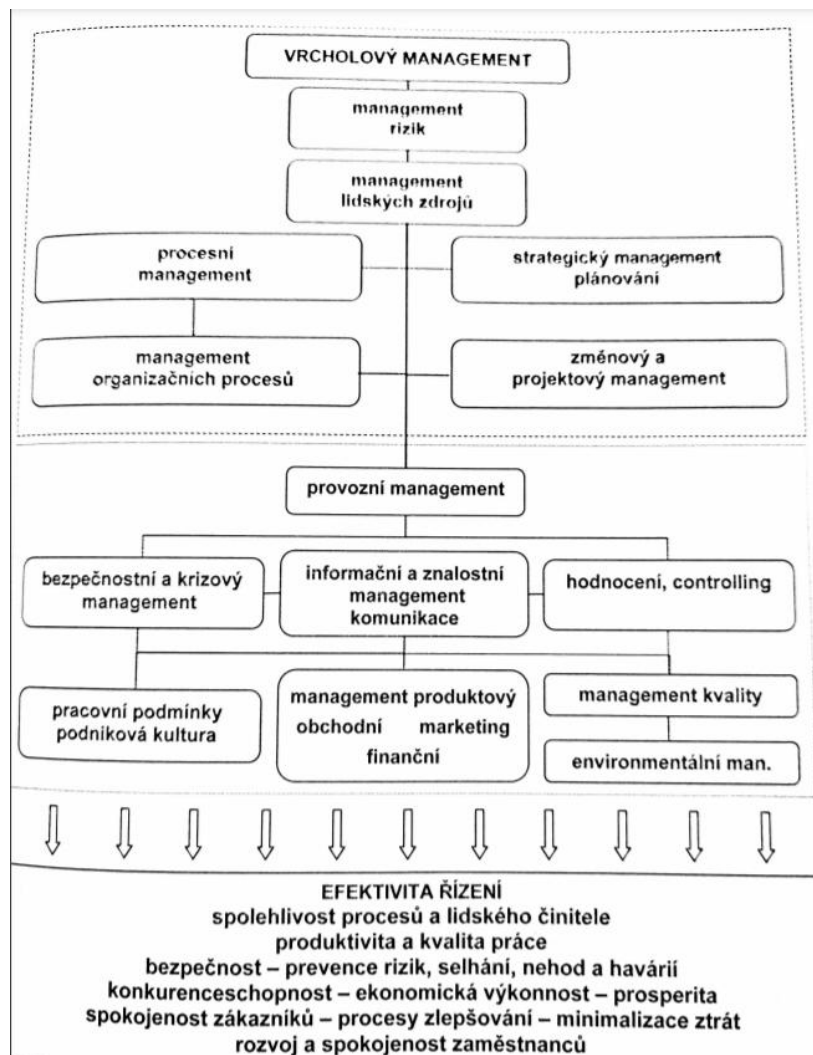 VRCHOLOVÝ MANAGEMENT
management
rizik
management
lidských zdrojů
procesní
management
strategický management
plánování
management
organizačních procesů
změnový a
projektový management
provozní management
bezpečnostní a krizový
management
informační a znalostní
management
komunikace
hodnocení, controlling
pracovní podmínky
podniková kultura
management produktový
obchodní marketing
finanční
management kvality
environmentální man.
EFEKTIVITA ŘÍZENÍ
spolehlivost procesů a lidského činitele
produktivita a kvalita práce
bezpečnost – prevence rizik, selhání, nehod a havárií
konkurenceschopnost – ekonomická výkonnost – prosperita
spokojenost zákazníků – procesy zlepšování – minimalizace ztrát
rozvoj a spokojenost zaměstnanců